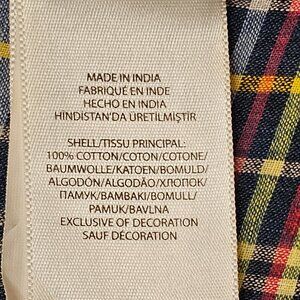 MADE IN INDIA
FABRIQUÉ EN INDE
HECHO EN INDIA
HİNDİSTAN'DA ÜRETİLMİŞTİR
SHELL/TISSU PRINCIPAL:
100% COTTON/COTON/COTONE/
BAUMWOLLE/KATOEN/BOMULD/
ALGODÓN/ALGODÃO/ХЛОПОК/
ПАМУК/BAMBAKI/BOMULL/
PAMUK/BAVLNA
EXCLUSIVE OF DECORATION
SAUF DÉCORATION